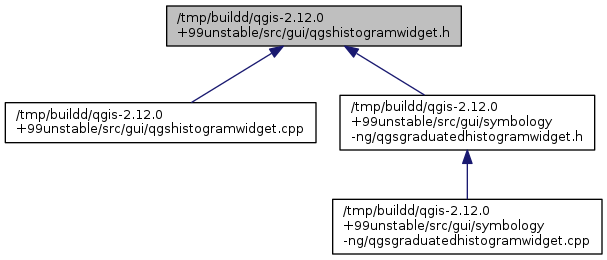 /tmp/buildd/qgis-2.12.0
+99unstable/src/gui/qgshistogramwidget.h
/tmp/buildd/qgis-2.12.0
+99unstable/src/gui/qgshistogramwidget.cpp
/tmp/buildd/qgis-2.12.0
+99unstable/src/gui/symbology
-ng/qgsgraduatedhistogramwidget.h
/tmp/buildd/qgis-2.12.0
+99unstable/src/gui/symbology
-ng/qgsgraduatedhistogramwidget.cpp